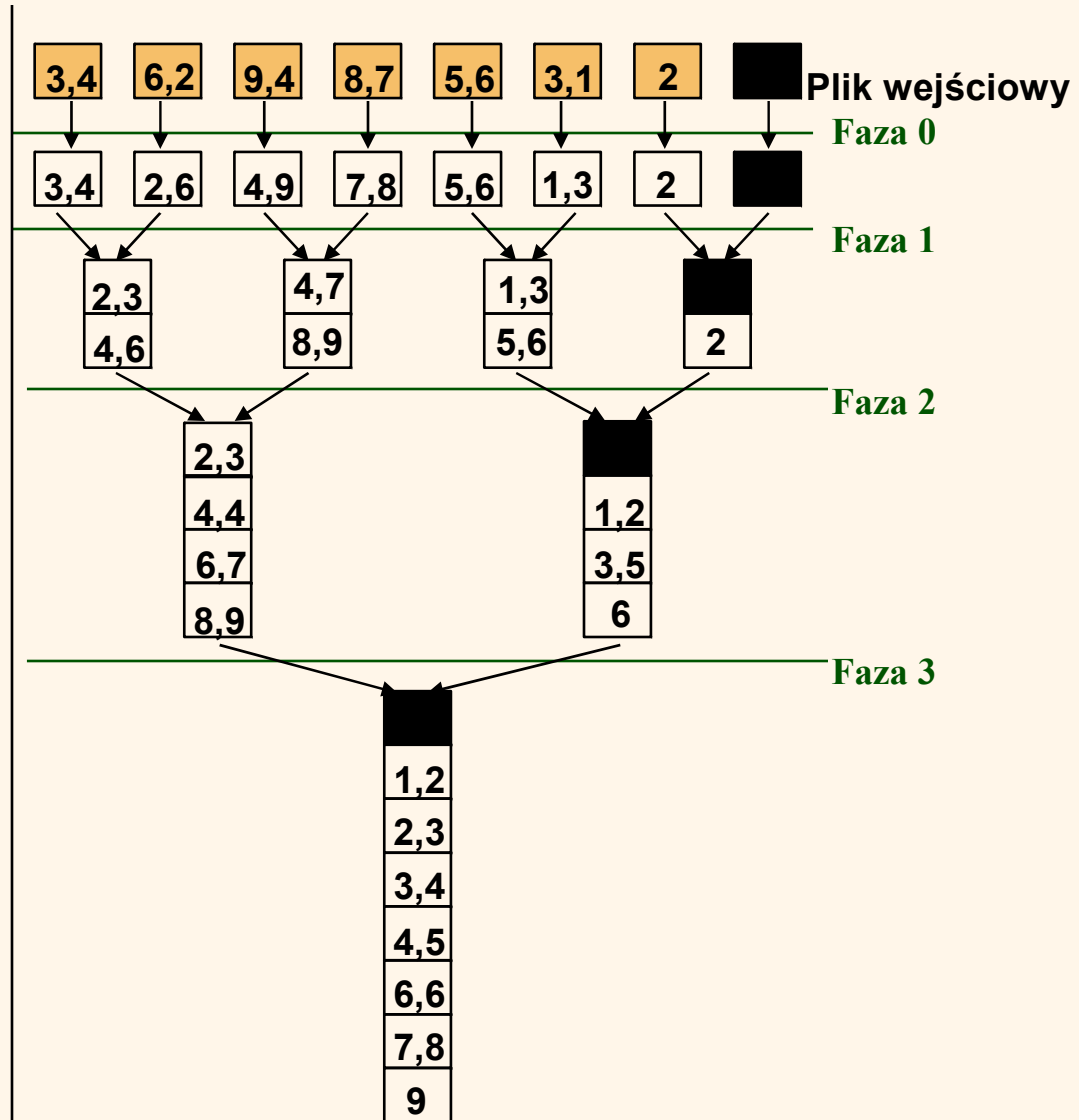 3,4 6,2 9,4 8,7 5,6 3,1 2 Plik wejściowy
Faza 0
3,4 2,6 4,9 7,8 5,6 1,3 2
Faza 1
2,3 4,7 1,3
4,6 8,9 5,6 2
Faza 2
2,3
4,4 1,2
6,7 3,5
8,9 6
Faza 3
1,2
2,3
3,4
4,5
6,6
7,8
9